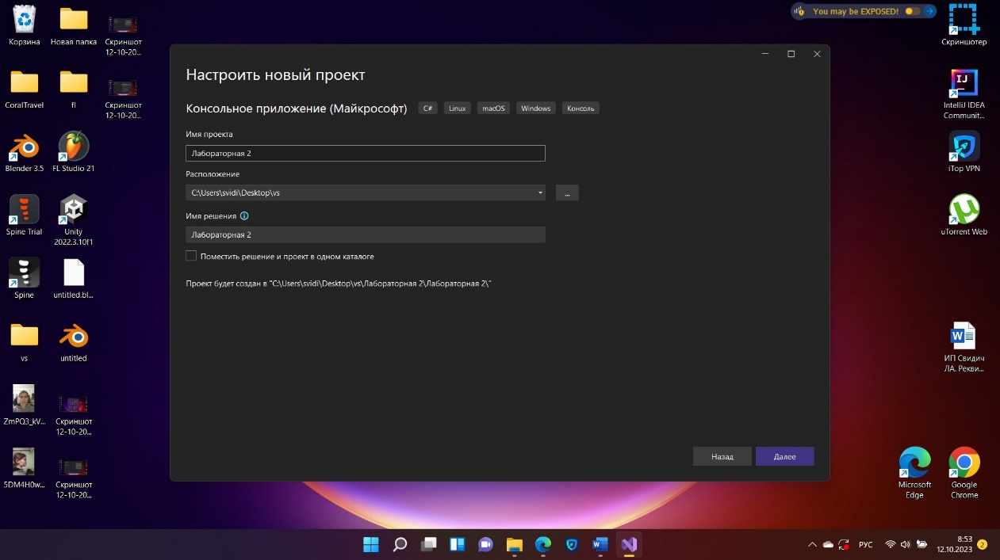 You may be EXPOSED!
Корзина
Новая папка
Скриншот
12-10-20...
Скриншотер
CoralTravel
fl
Скриншот
12-10-20...
IntelliJ IDEA
Communit...
Blender 3.5
FL Studio 21
iTop VPN
Spine Trial
Unity
2022.3.10f1
uTorrent Web
Spine
untitled.bl...
vs
untitled
ИП Свидич
ЛА. Рекви...
ZmPQ3_kV...
Скриншот
12-10-20...
5DM4H0w...
Скриншот
12-10-20...
Microsoft
Edge
Google
Chrome
Настроить новый проект
Консольное приложение (Майкрософт) C# Linux macOS Windows Консоль
Имя проекта
Лабораторная 2
Расположение
C:\Users\svidi\Desktop\vs
...
Имя решения
Лабораторная 2
Поместить решение и проект в одном каталоге
Проект будет создан в "C:\Users\svidi\Desktop\vs\Лабораторная 2\Лабораторная 2\"
Назад
Далее
РУС
8:53
12.10.2023
2